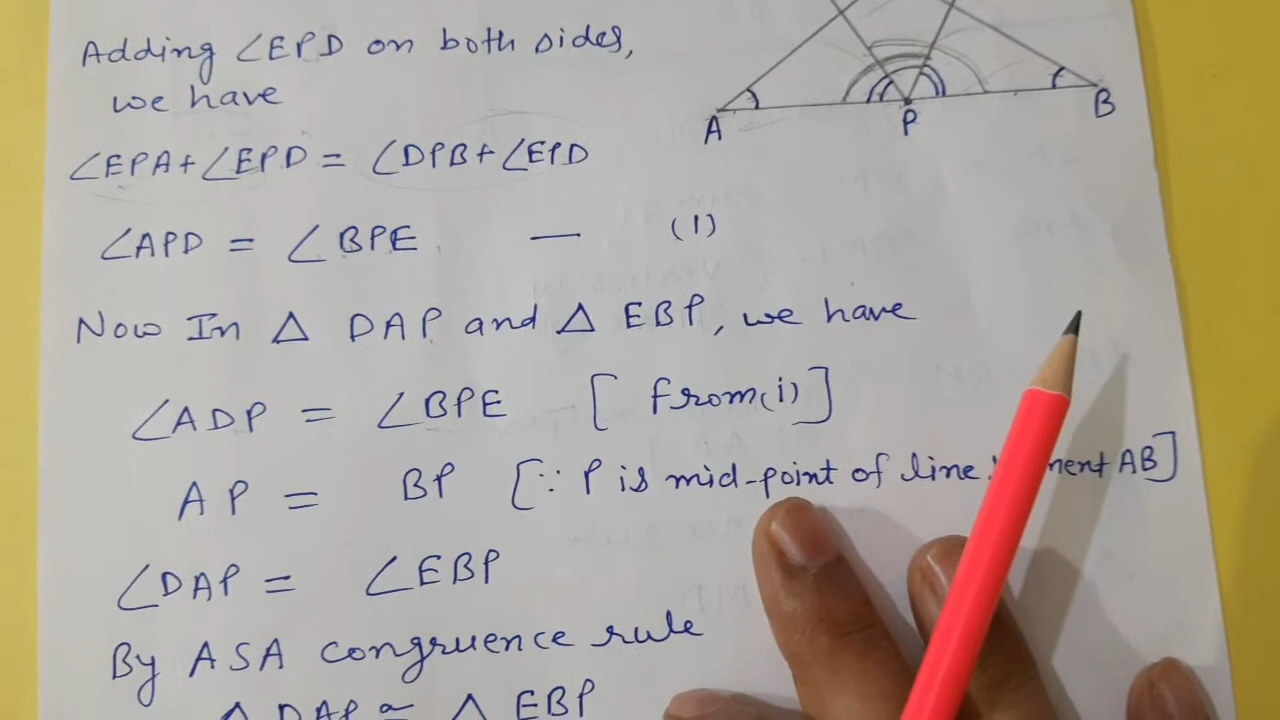 Adding ∠EPD on both sides,
we have
∠EPA + ∠EPD = ∠DPB + ∠EPD
∠APD = ∠BPE — (1)
Now In △ DAP and △ EBP, we have
∠ADP = ∠BPE [from (i)]
AP = BP [∵ P is mid-point of line AB]
∠DAP = ∠EBP
By ASA congruence rule
△ DAP ≅ △ EBP
A
P
B